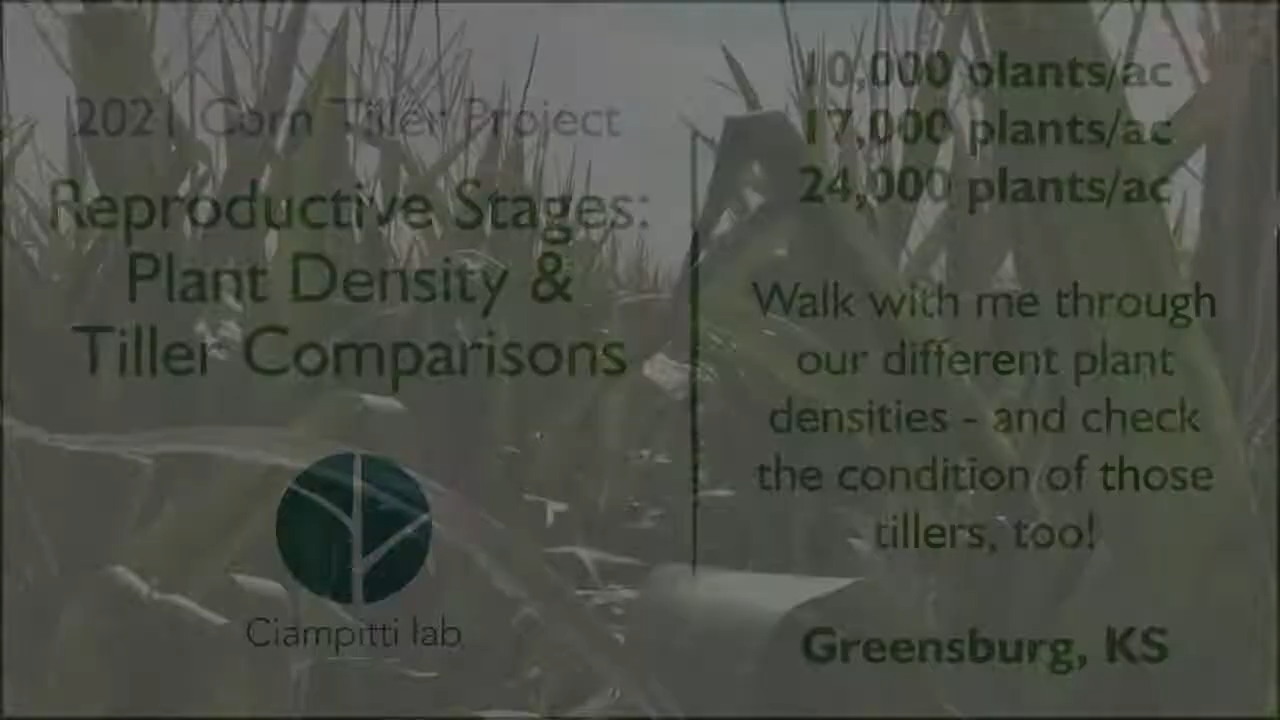 2021 Corn Tiller Project
Reproductive Stages:
Plant Density &
Tiller Comparisons
Ciampitti lab
10,000 plants/ac
17,000 plants/ac
24,000 plants/ac
Walk with me through
our different plant
densities - and check
the condition of those
tillers, too!
Greensburg, KS